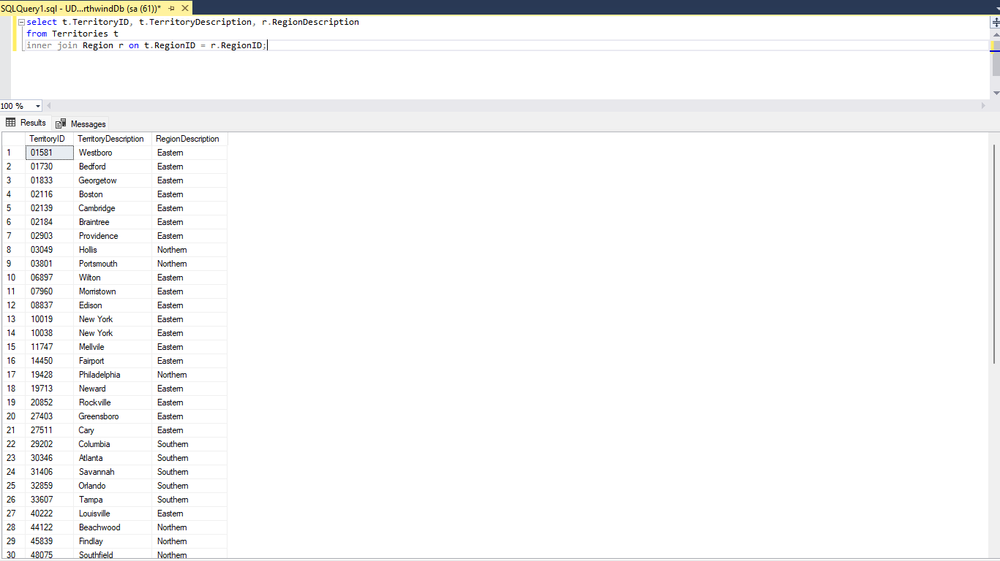 SQLQuery1.sql - UD...rthwindDb (sa (61))*
select t.TerritoryID, t.TerritoryDescription, r.RegionDescription
from Territories t
inner join Region r on t.RegionID = r.RegionID;
100 %
Results Messages
TerritoryID TerritoryDescription RegionDescription
1 01581 Westboro Eastern
2 01730 Bedford Eastern
3 01833 Georgetow Eastern
4 02116 Boston Eastern
5 02139 Cambridge Eastern
6 02184 Braintree Eastern
7 02903 Providence Eastern
8 03049 Hollis Northern
9 03801 Portsmouth Northern
10 06897 Wilton Eastern
11 07960 Morristown Eastern
12 08837 Edison Eastern
13 10019 New York Eastern
14 10038 New York Eastern
15 11747 Mellvile Eastern
16 14450 Fairport Eastern
17 19428 Philadelphia Northern
18 19713 Neward Eastern
19 20852 Rockville Eastern
20 27403 Greensboro Eastern
21 27511 Cary Eastern
22 29202 Columbia Southern
23 30346 Atlanta Southern
24 31406 Savannah Southern
25 32859 Orlando Southern
26 33607 Tampa Southern
27 40222 Louisville Eastern
28 44122 Beachwood Northern
29 45839 Findlay Northern
30 48075 Southfield Northern